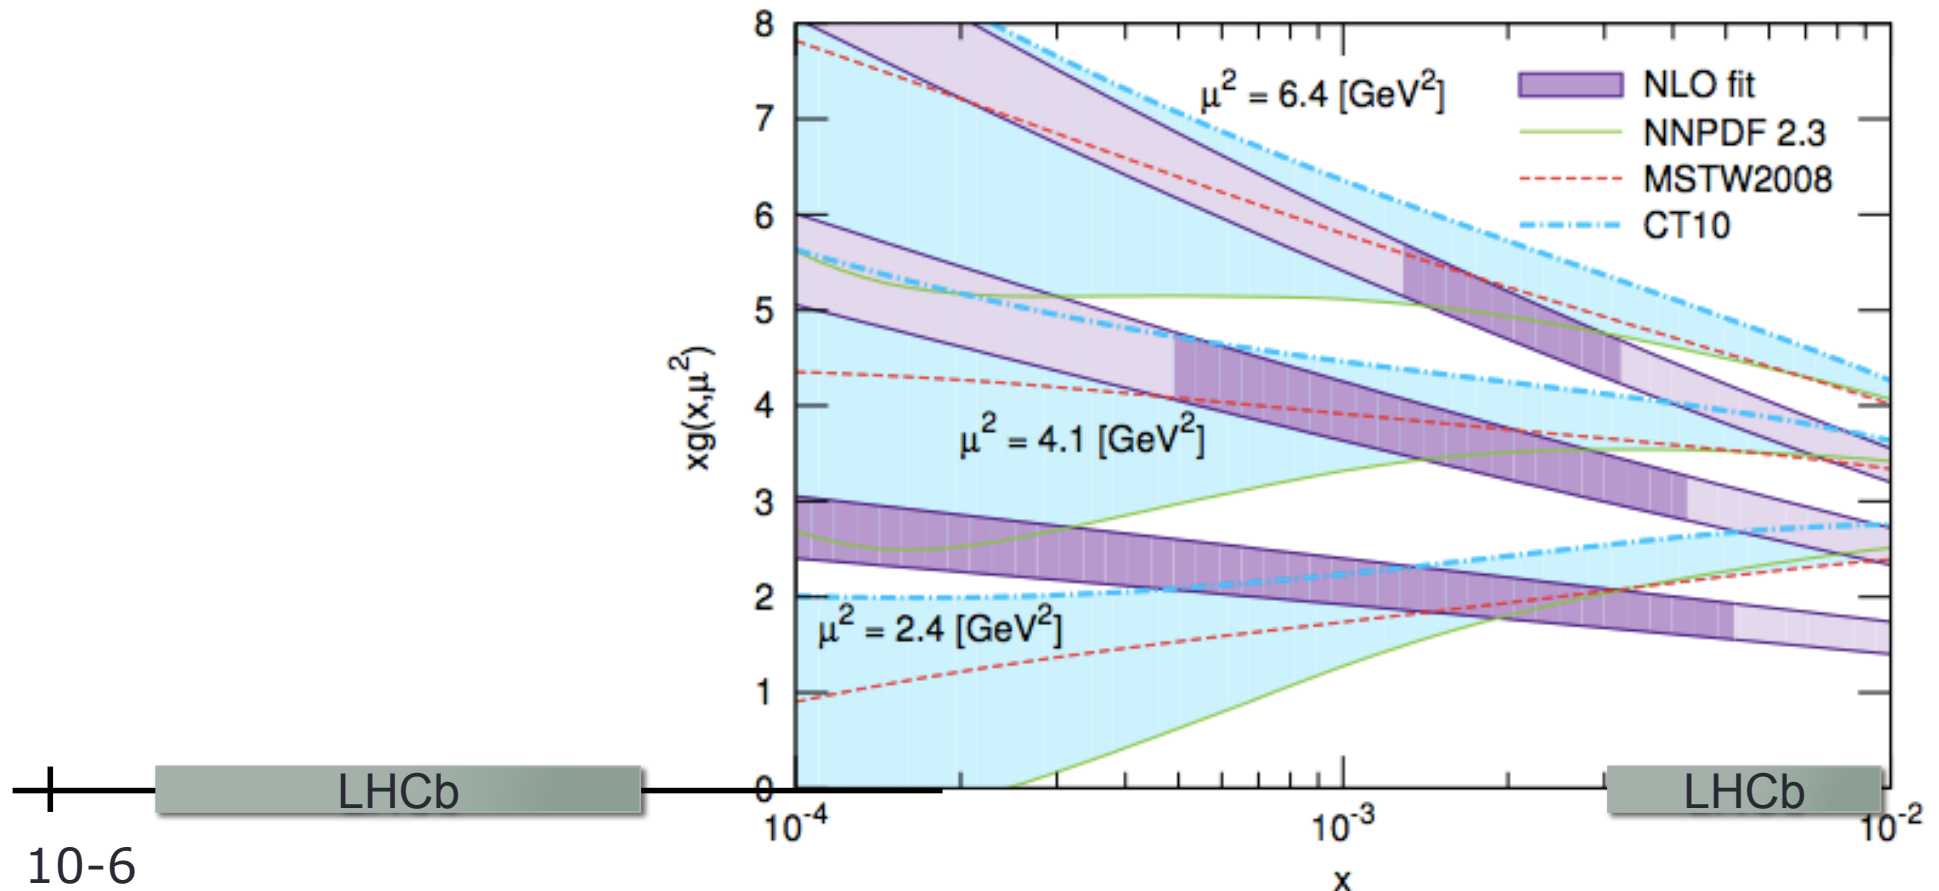 8
7
6
5
4
3
2
1
0
xg(x,μ²)
μ² = 6.4 [GeV²]
NLO fit
NNPDF 2.3
MSTW2008
CT10
μ² = 4.1 [GeV²]
μ² = 2.4 [GeV²]
LHCb
LHCb
10-6
10⁻⁴
10⁻³
10⁻²
x